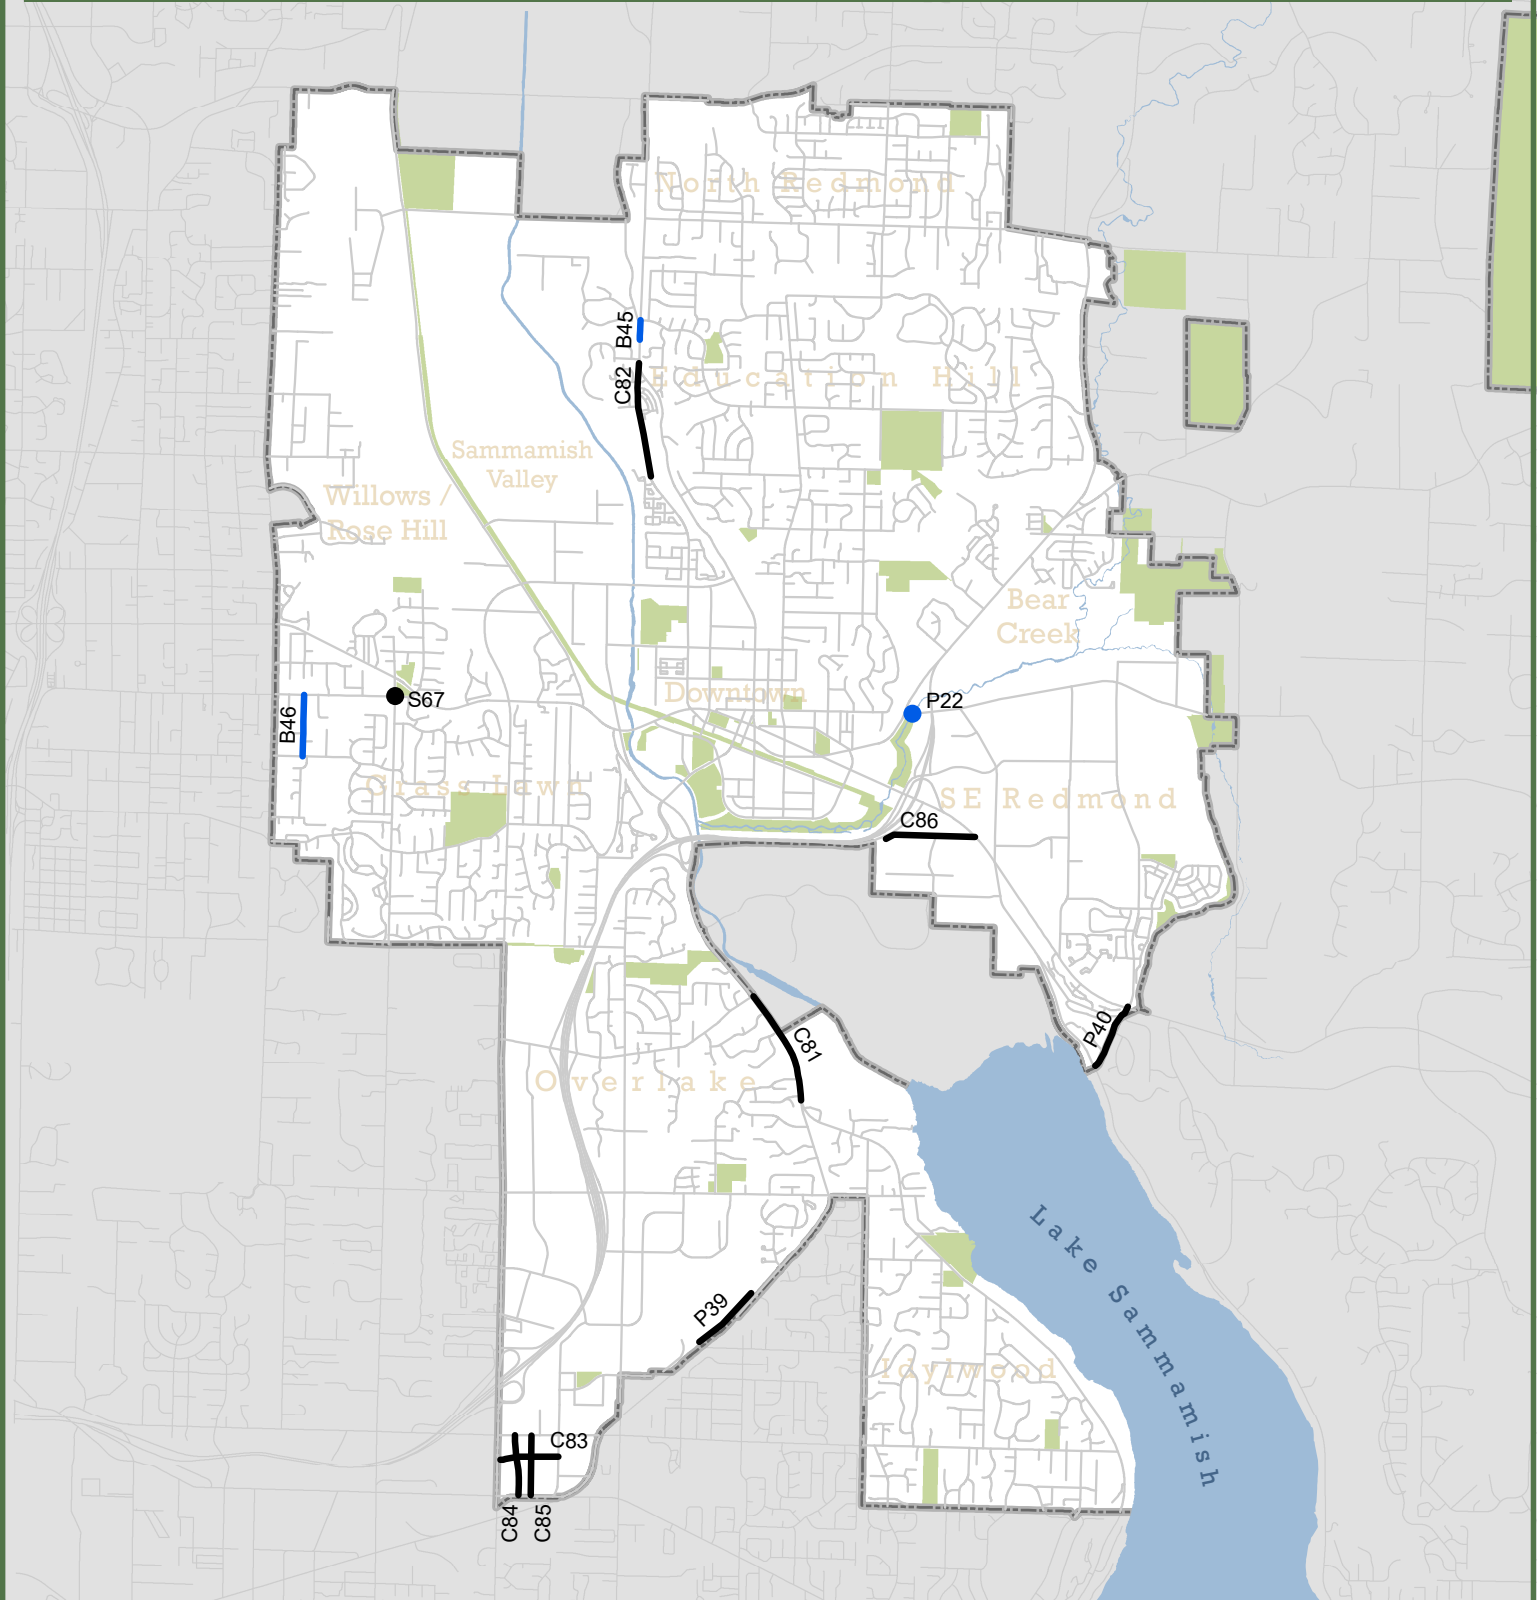 North Redmond
B45
Education Hill
C82
Sammamish
Valley
Willows /
Rose Hill
Bear
Creek
S67
Downtown
P22
B46
Grass Lawn
SE Redmond
C86
P40
C81
Overlake
Lake Sammamish
P39
Idylwood
C83
C84
C85